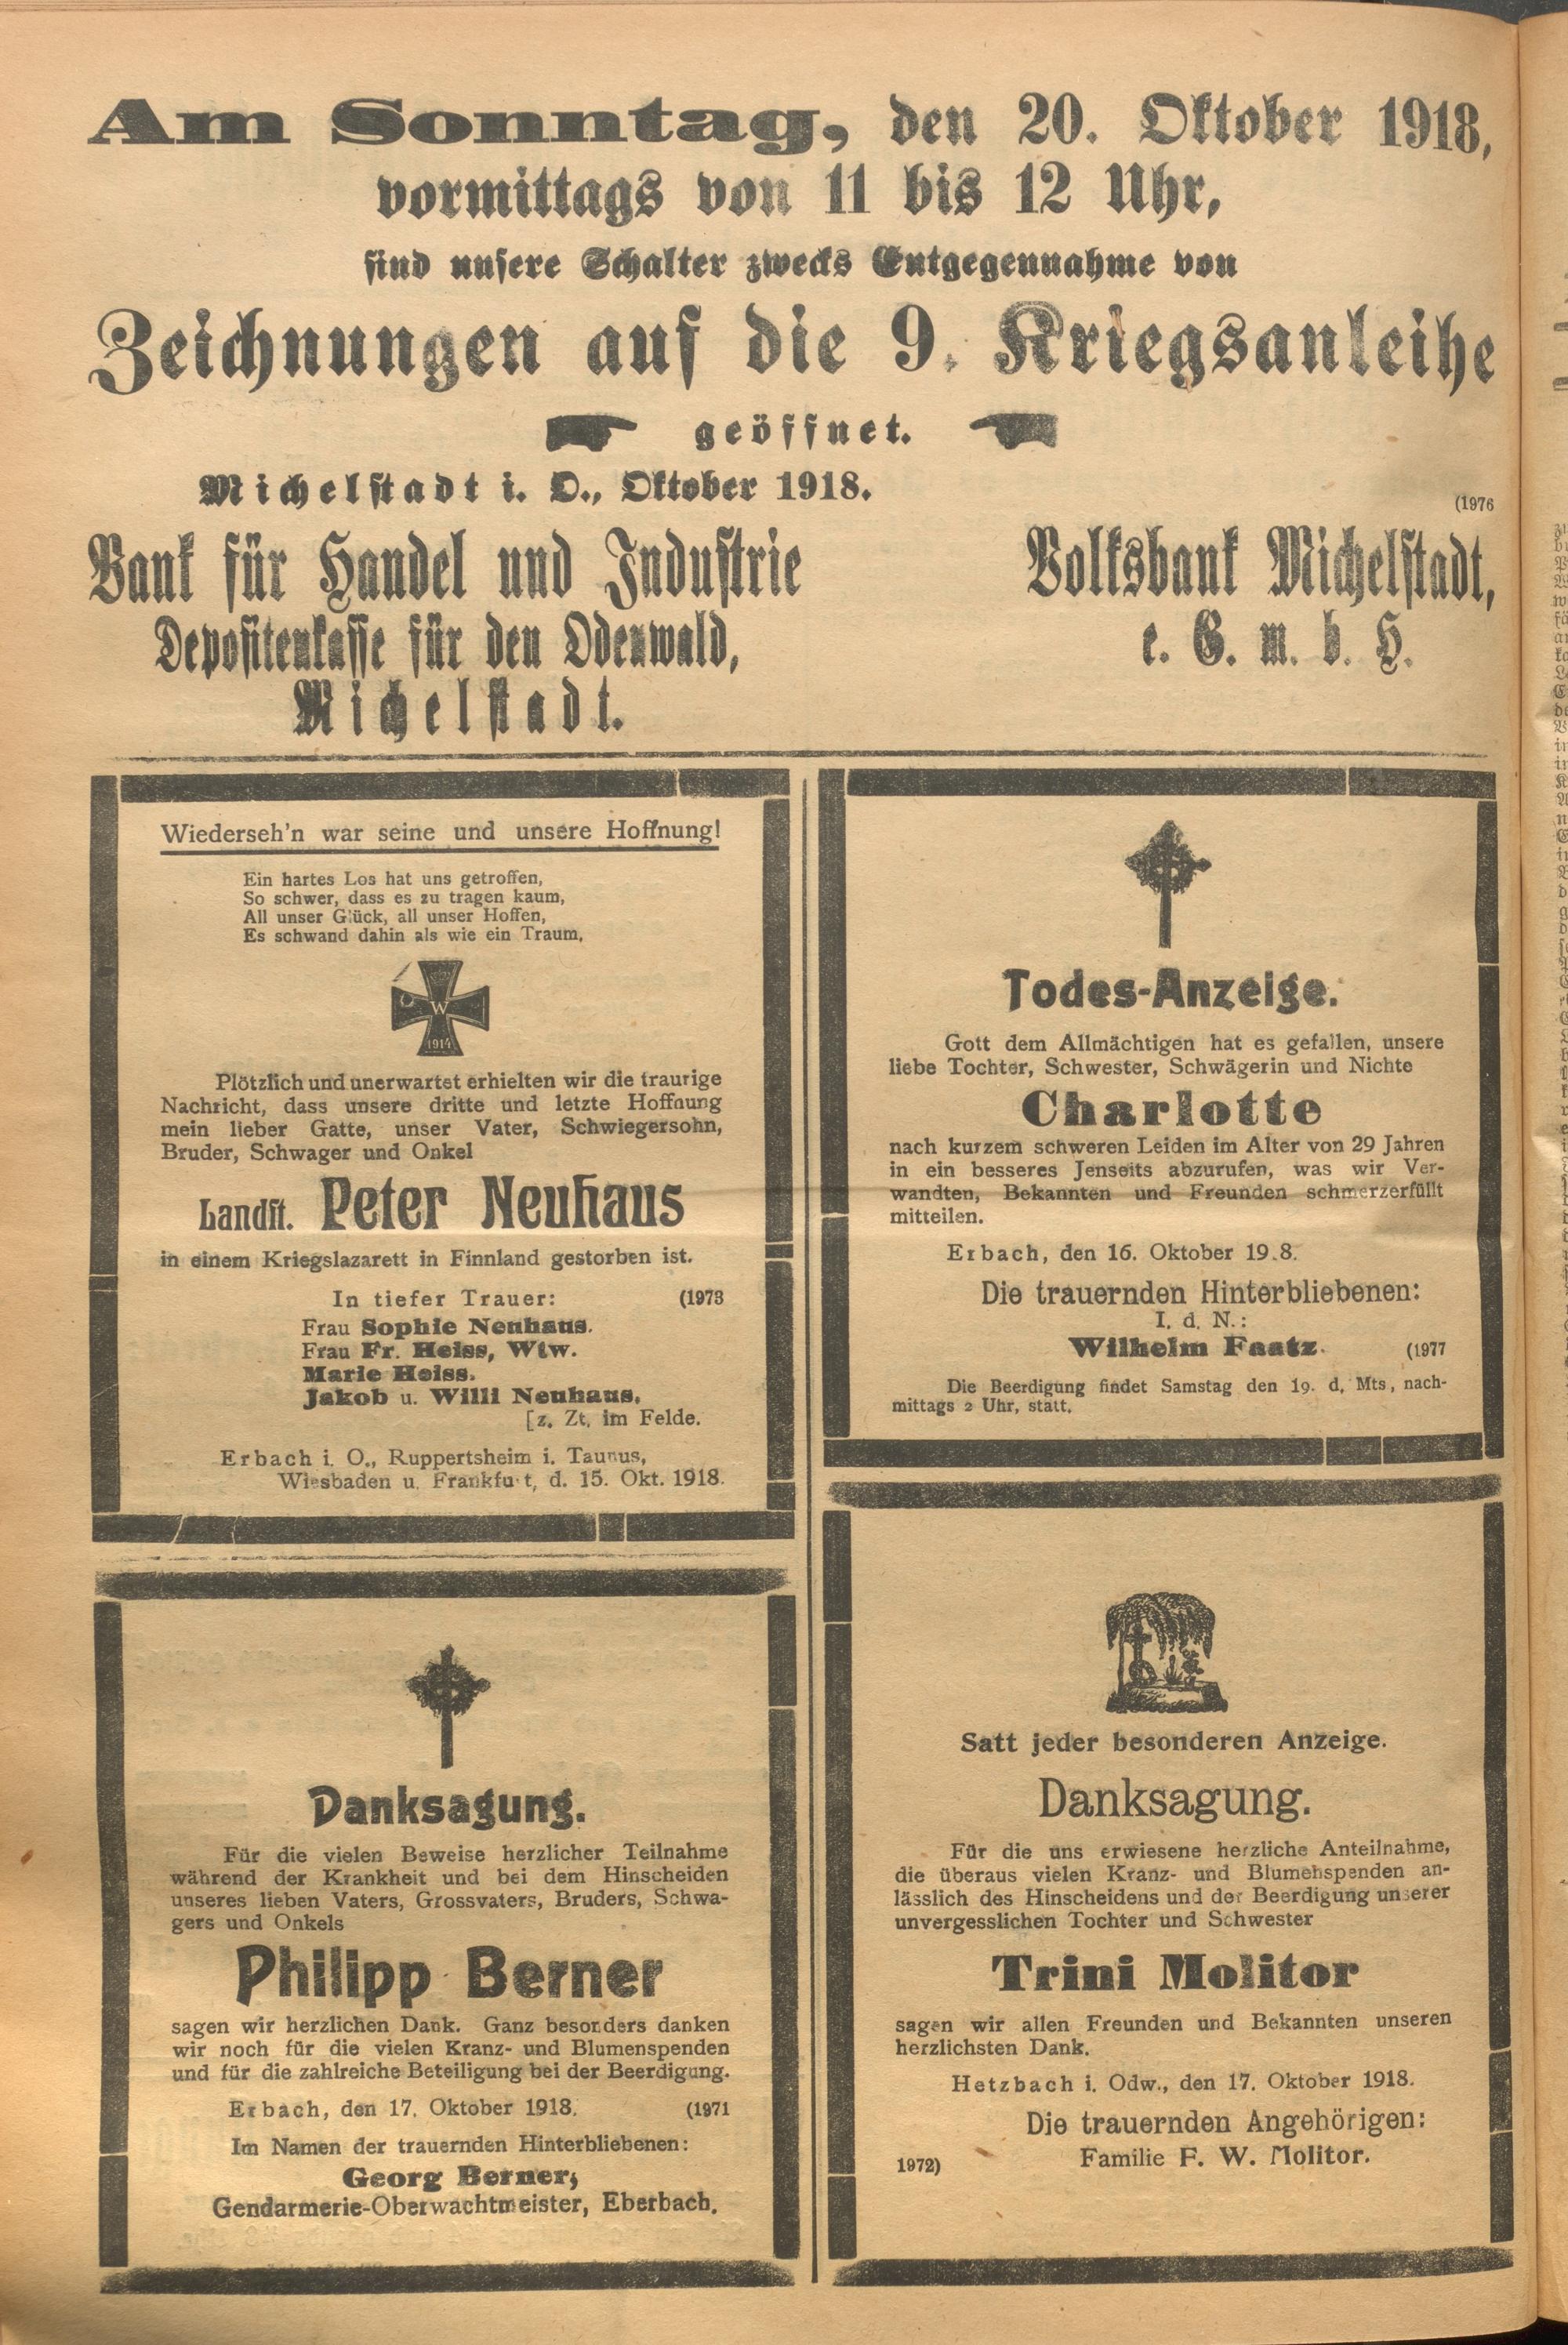 Am Sonntag, den 20. Oktober 1918,
vormittags von 11 bis 12 Uhr,
sind unsere Schalter zwecks Entgegennahme von
Zeichnungen auf die 9. Kriegsanleihe
geöffnet.
Michelstadt i. O., Oktober 1918.
(1976
Bank für Handel und Industrie
Depositenkasse für den Odenwald,
Michelstadt.
Volksbank Michelstadt,
e. G. m. b. H.
Wiederseh'n war seine und unsere Hoffnung!
Ein hartes Los hat uns getroffen,
So schwer, dass es zu tragen kaum,
All unser Glück, all unser Hoffen,
Es schwand dahin als wie ein Traum,
W
1914
Plötzlich und unerwartet erhielten wir die traurige
Nachricht, dass unsere dritte und letzte Hoffnung
mein lieber Gatte, unser Vater, Schwiegersohn,
Bruder, Schwager und Onkel
Landst. Peter Neuhaus
in einem Kriegslazarett in Finnland gestorben ist.
In tiefer Trauer: (1973
Frau Sophie Neuhaus.
Frau Fr. Heiss, Wtw.
Marie Heiss.
Jakob u. Willi Neuhaus,
[z. Zt. im Felde.
Erbach i. O., Ruppertsheim i. Taunus,
Wiesbaden u. Frankfurt, d. 15. Okt. 1918.
Danksagung.
Für die vielen Beweise herzlicher Teilnahme
während der Krankheit und bei dem Hinscheiden
unseres lieben Vaters, Grossvaters, Bruders, Schwa-
gers und Onkels
Philipp Berner
sagen wir herzlichen Dank. Ganz besonders danken
wir noch für die vielen Kranz- und Blumenspenden
und für die zahlreiche Beteiligung bei der Beerdigung.
Erbach, den 17. Oktober 1918. (1971
Im Namen der trauernden Hinterbliebenen:
Georg Berner,
Gendarmerie-Oberwachtmeister, Eberbach.
Todes-Anzeige.
Gott dem Allmächtigen hat es gefallen, unsere
liebe Tochter, Schwester, Schwägerin und Nichte
Charlotte
nach kurzem schweren Leiden im Alter von 29 Jahren
in ein besseres Jenseits abzurufen, was wir Ver-
wandten, Bekannten und Freunden schmerzerfüllt
mitteilen.
Erbach, den 16. Oktober 19.8.
Die trauernden Hinterbliebenen:
I. d. N.:
Wilhelm Faatz. (1977
Die Beerdigung findet Samstag den 19. d. Mts, nach-
mittags 2 Uhr, statt.
Satt jeder besonderen Anzeige.
Danksagung.
Für die uns erwiesene herzliche Anteilnahme,
die überaus vielen Kranz- und Blumehspenden an-
lässlich des Hinscheidens und der Beerdigung unserer
unvergesslichen Tochter und Schwester
Trini Molitor
sagen wir allen Freunden und Bekannten unseren
herzlichsten Dank.
Hetzbach i. Odw., den 17. Oktober 1918.
Die trauernden Angehörigen:
1972) Familie F. W. Molitor.